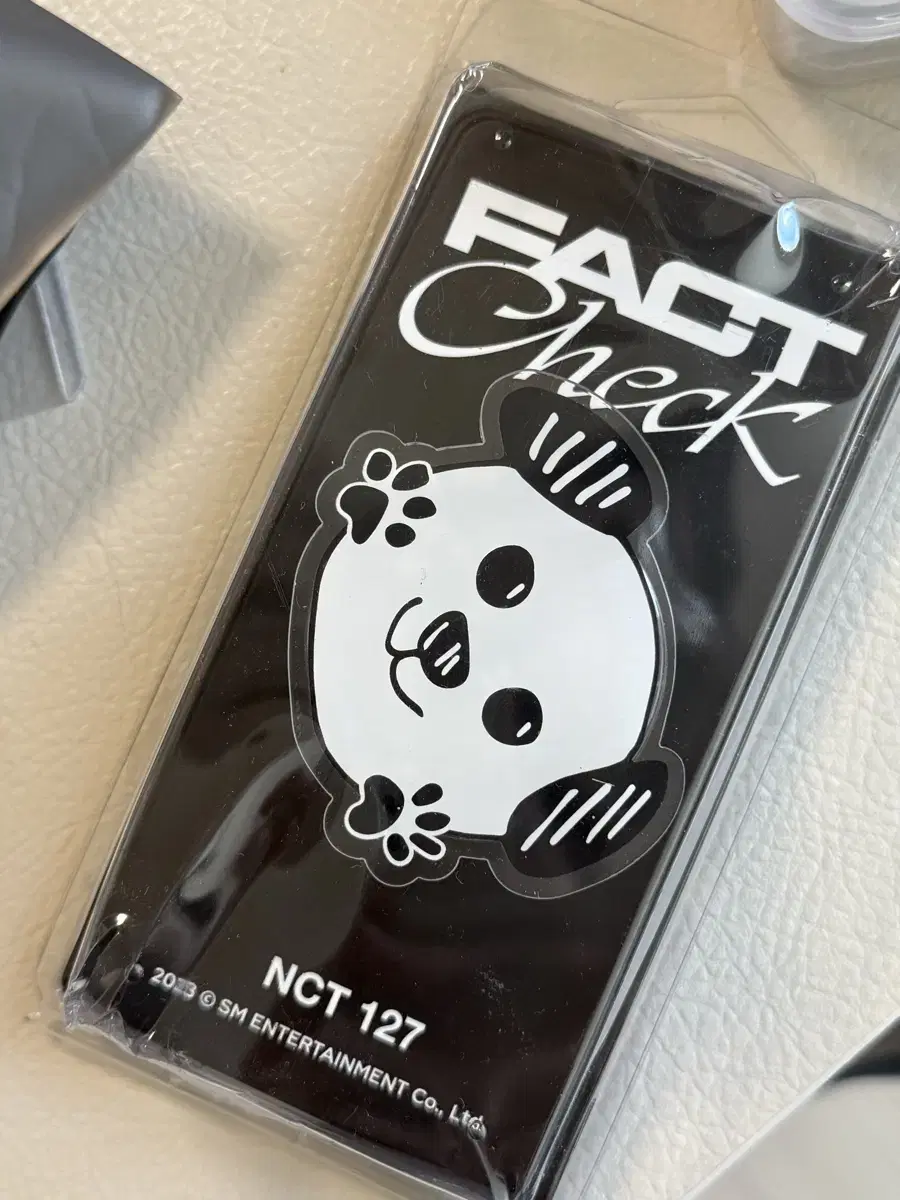 FACT
Check
NCT 127
2023 © SM ENTERTAINMENT Co., Ltd.